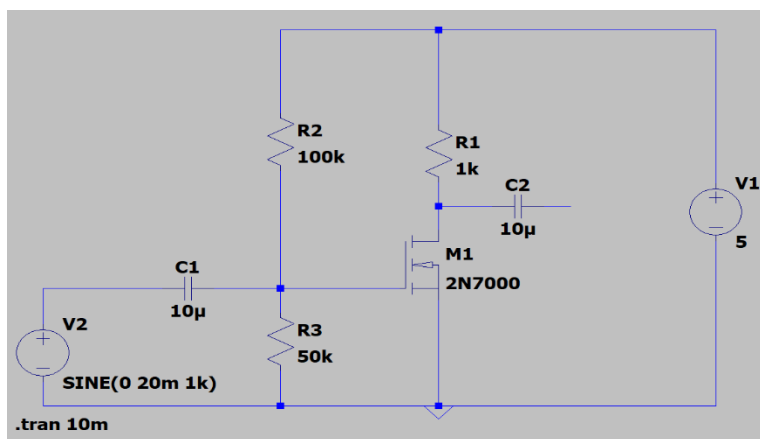 R2
100k
R1
1k
C2
10µ
V1
5
M1
2N7000
C1
10µ
V2
SINE(0 20m 1k)
R3
50k
.tran 10m